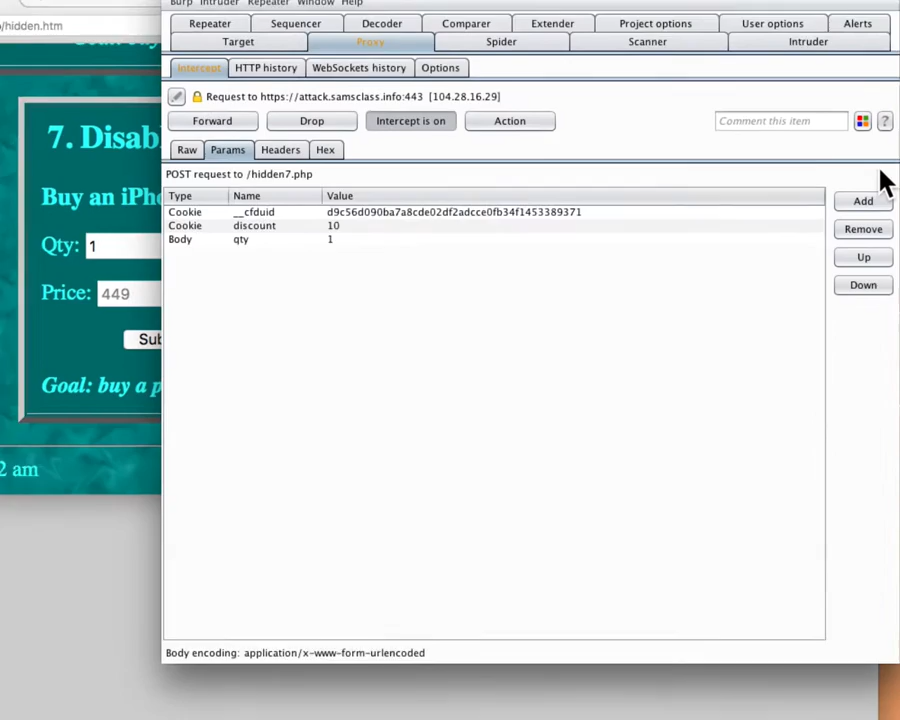 Burp Intruder Repeater Window Help
/hidden.htm
Repeater Sequencer Decoder Comparer Extender Project options User options Alerts
Target Proxy Spider Scanner Intruder
Intercept HTTP history WebSockets history Options
Request to https://attack.samsclass.info:443 [104.28.16.29]
Forward Drop Intercept is on Action Comment this item ?
Raw Params Headers Hex
POST request to /hidden7.php
Type Name Value
Cookie __cfduid d9c56d090ba7a8cde02df2adcce0fb34f1453389371
Cookie discount 10
Body qty 1
Add
Remove
Up
Down
Body encoding: application/x-www-form-urlencoded
7. Disab
Buy an iPho
Qty: 1
Price: 449
Sub
Goal: buy a p
2 am